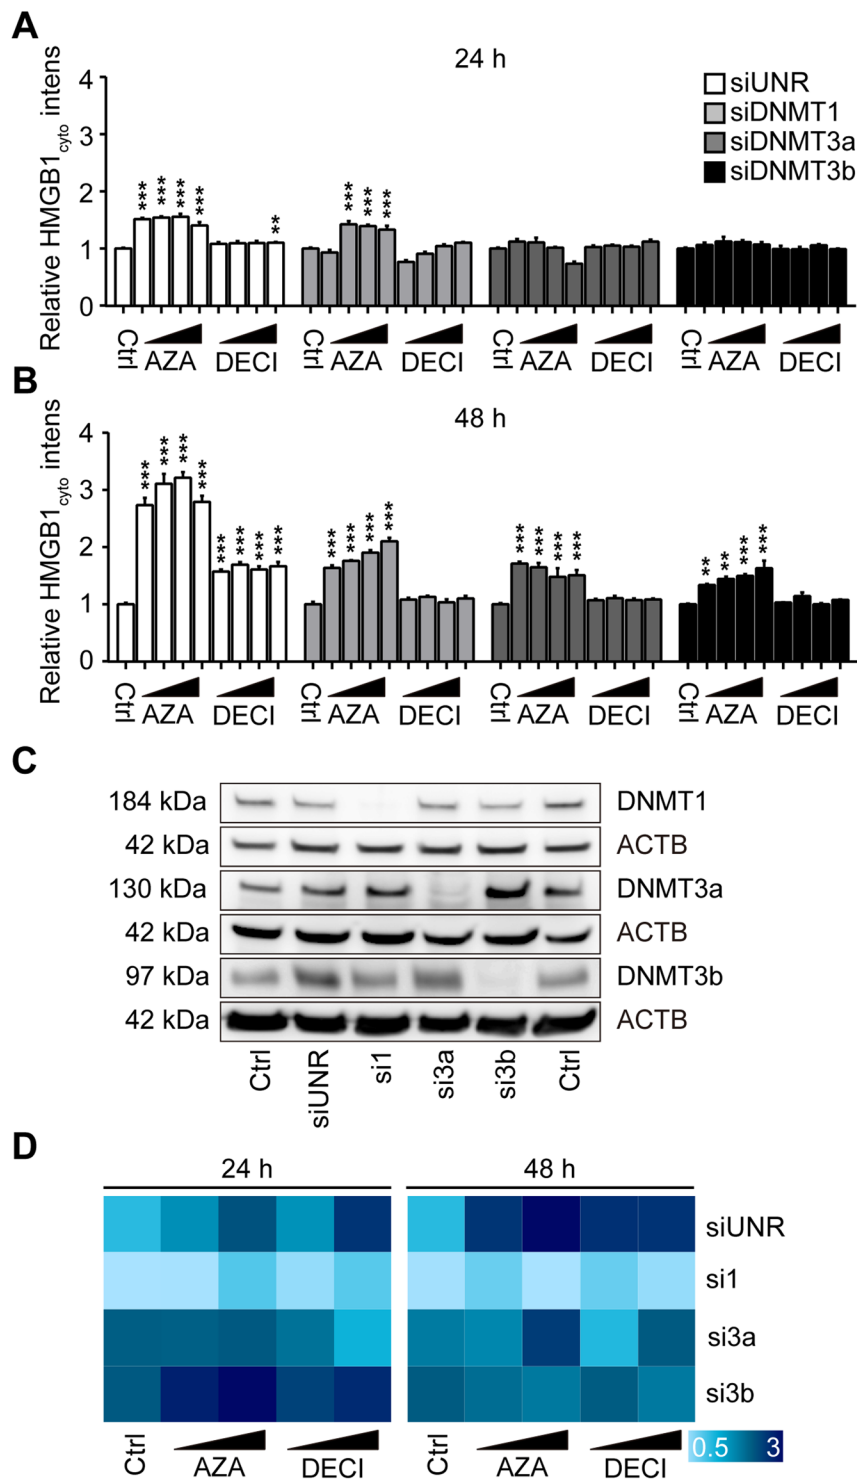 A
24 h
Relative HMGB1cyto intens
4
3
2
1
0
siUNR
siDNMT1
siDNMT3a
siDNMT3b
*** *** *** *** ** *** *** ***
Ctrl AZA DECI Ctrl AZA DECI Ctrl AZA DECI Ctrl AZA DECI
B
48 h
Relative HMGB1cyto intens
4
3
2
1
0
*** *** *** *** *** *** *** *** *** *** *** *** *** *** *** *** ** ** *** ***
Ctrl AZA DECI Ctrl AZA DECI Ctrl AZA DECI Ctrl AZA DECI
C
184 kDa DNMT1
42 kDa ACTB
130 kDa DNMT3a
42 kDa ACTB
97 kDa DNMT3b
42 kDa ACTB
Ctrl siUNR si1 si3a si3b Ctrl
D
24 h 48 h
siUNR
si1
si3a
si3b
Ctrl AZA DECI Ctrl AZA DECI
0.5 3